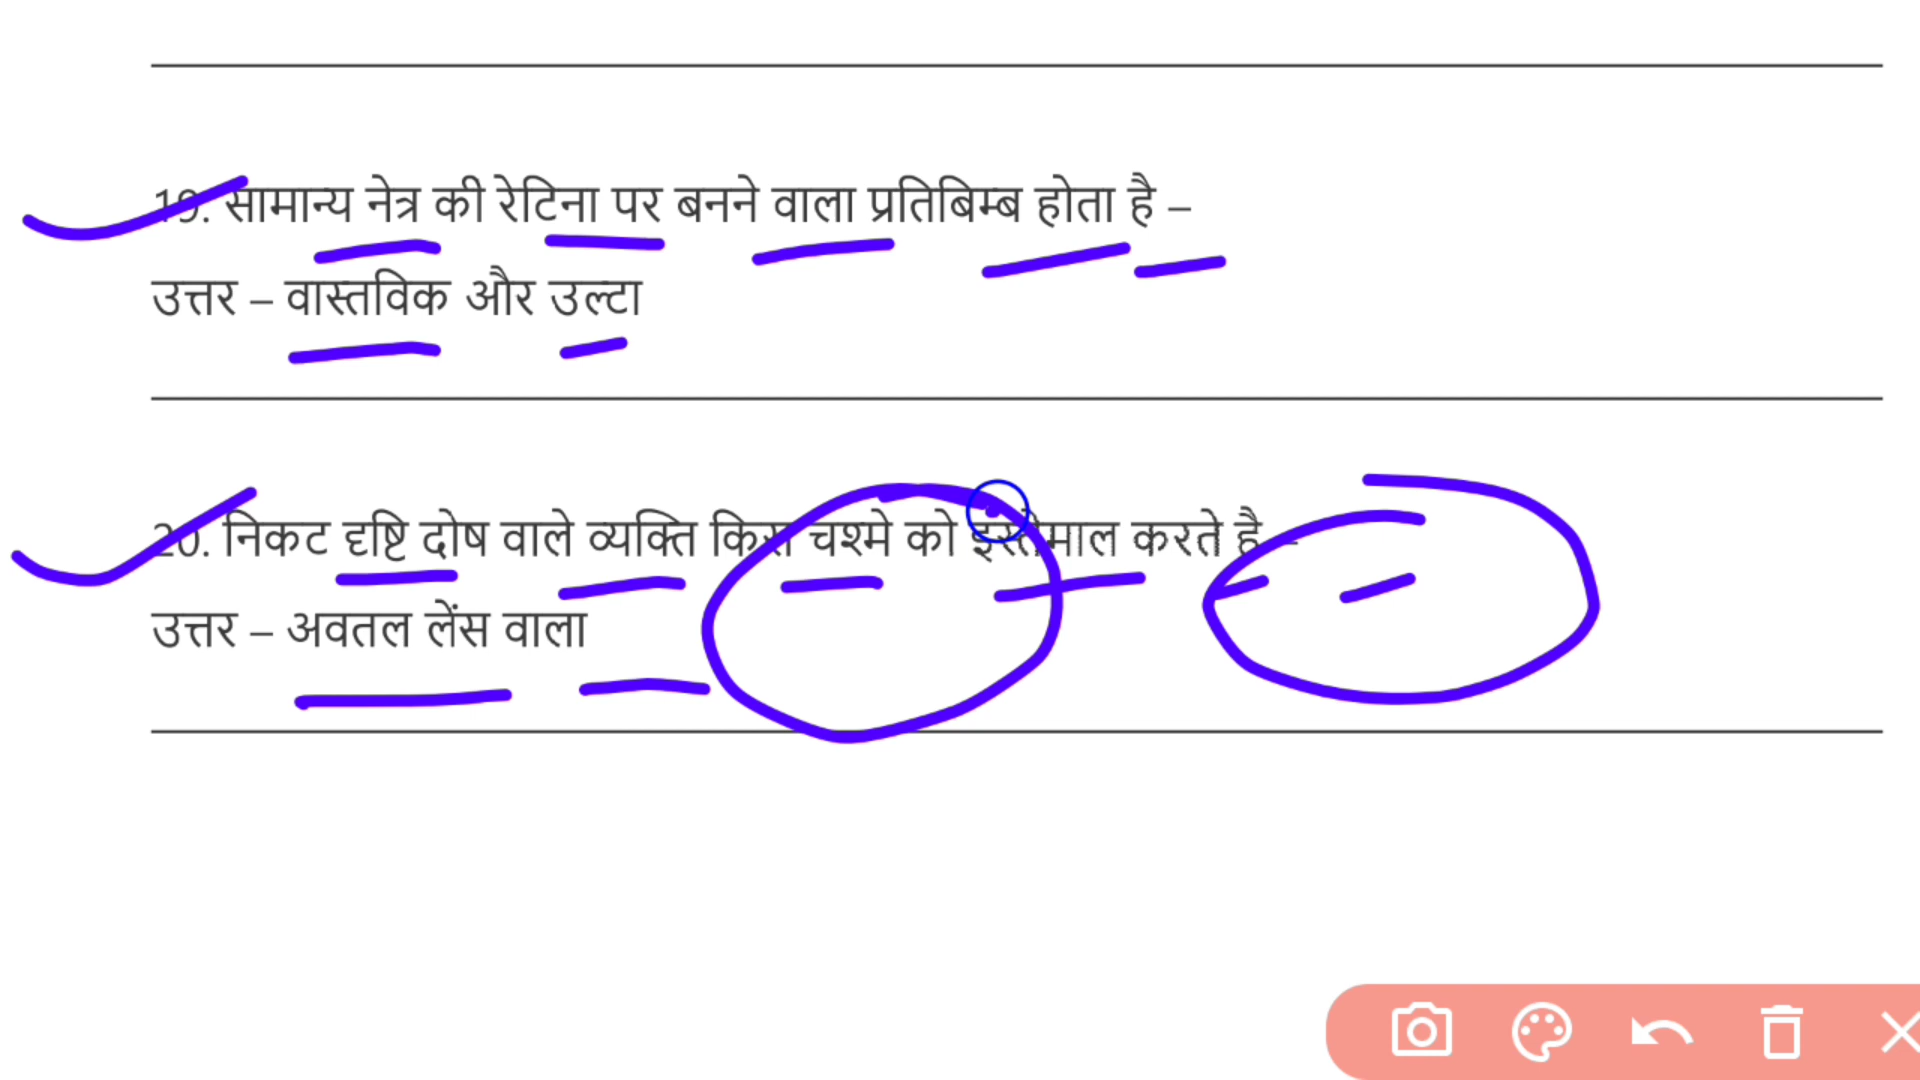 19. सामान्य नेत्र की रेटिना पर बनने वाला प्रतिबिम्ब होता है –
उत्तर – वास्तविक और उल्टा
20. निकट दृष्टि दोष वाले व्यक्ति किस चश्मे को इस्तेमाल करते है –
उत्तर – अवतल लेंस वाला